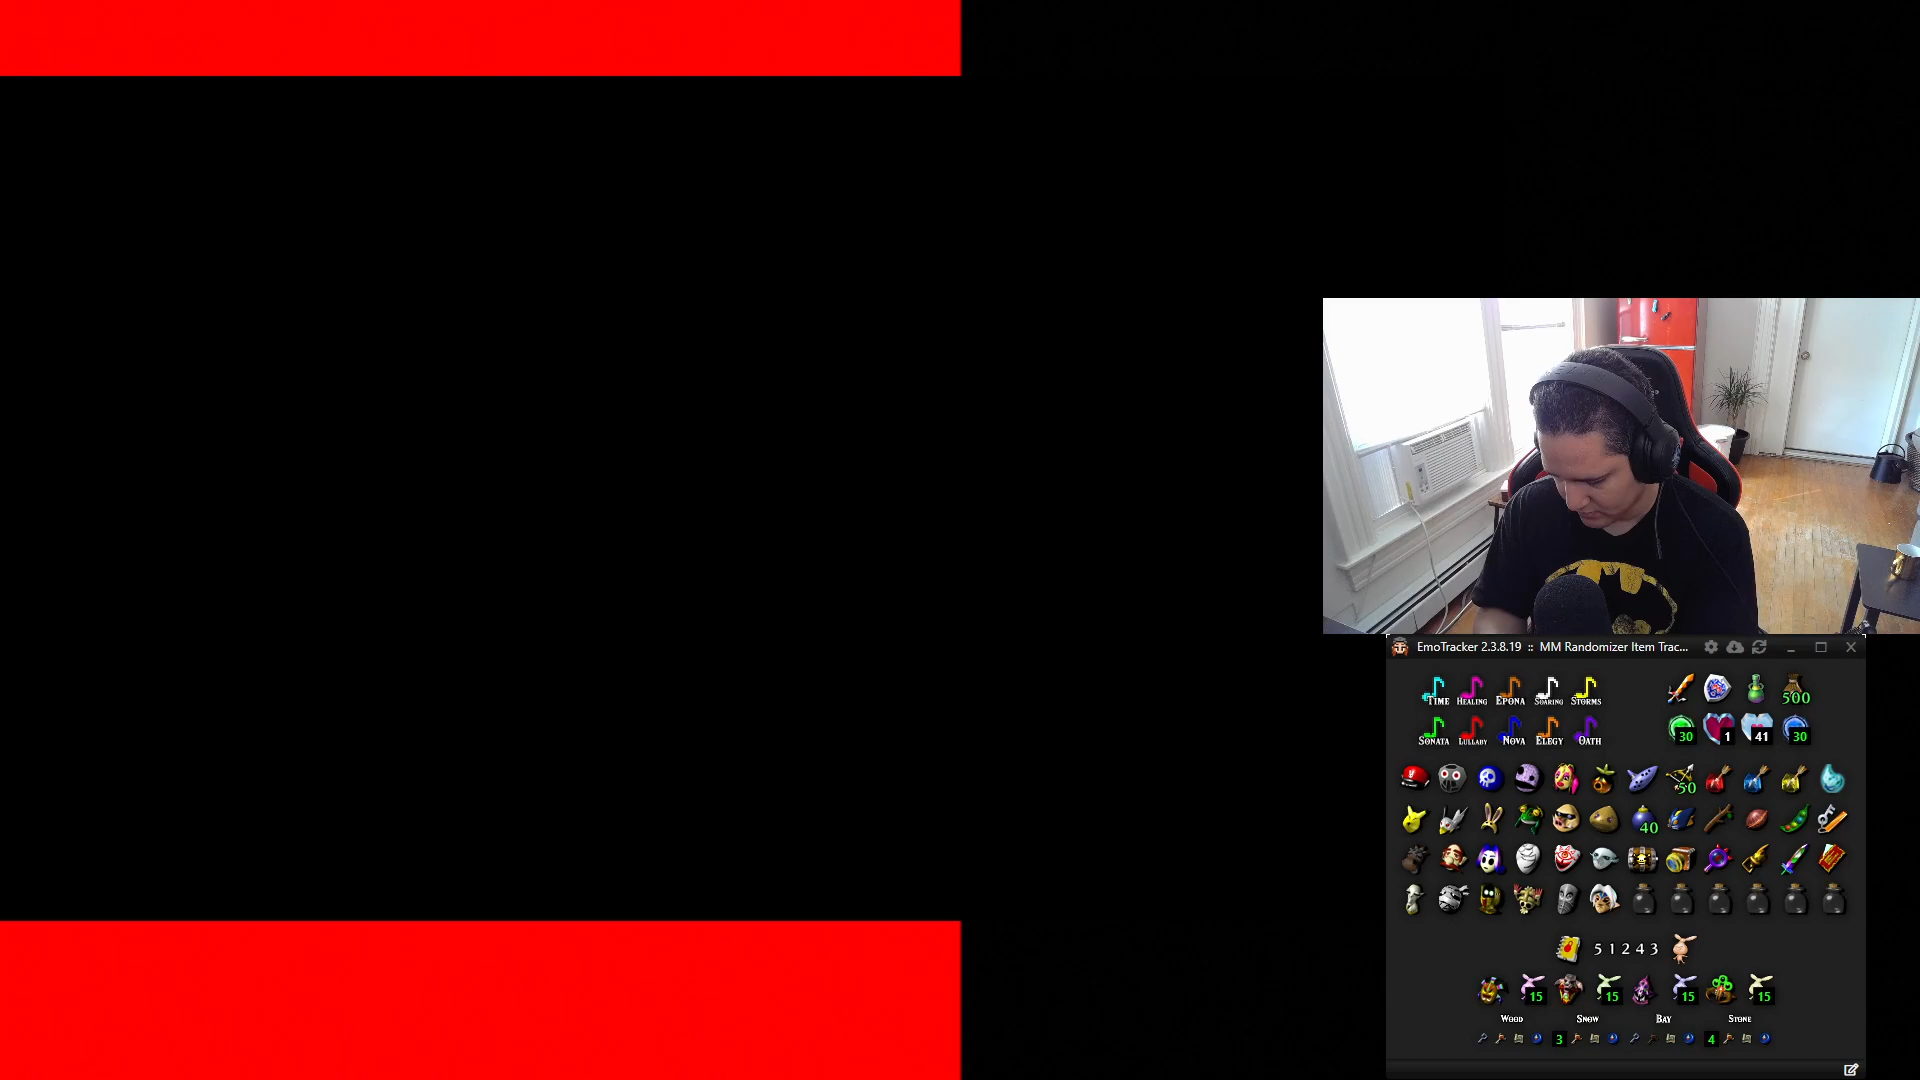 EmoTracker 2.3.8.19 :: MM Randomizer Item Trac...
TIME HEALING EPONA SOARING STORMS
500
SONATA LULLABY NOVA ELEGY OATH
30 1 41 30
50
40
5 1 2 4 3
15 15 15 15
WOOD SNOW BAY STONE
3 4